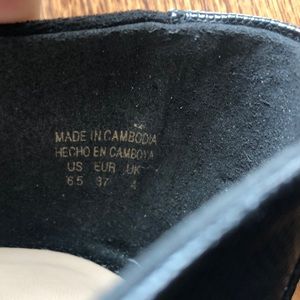 MADE IN CAMBODIA
HECHO EN CAMBOYA
US EUR UK
6.5 37 4